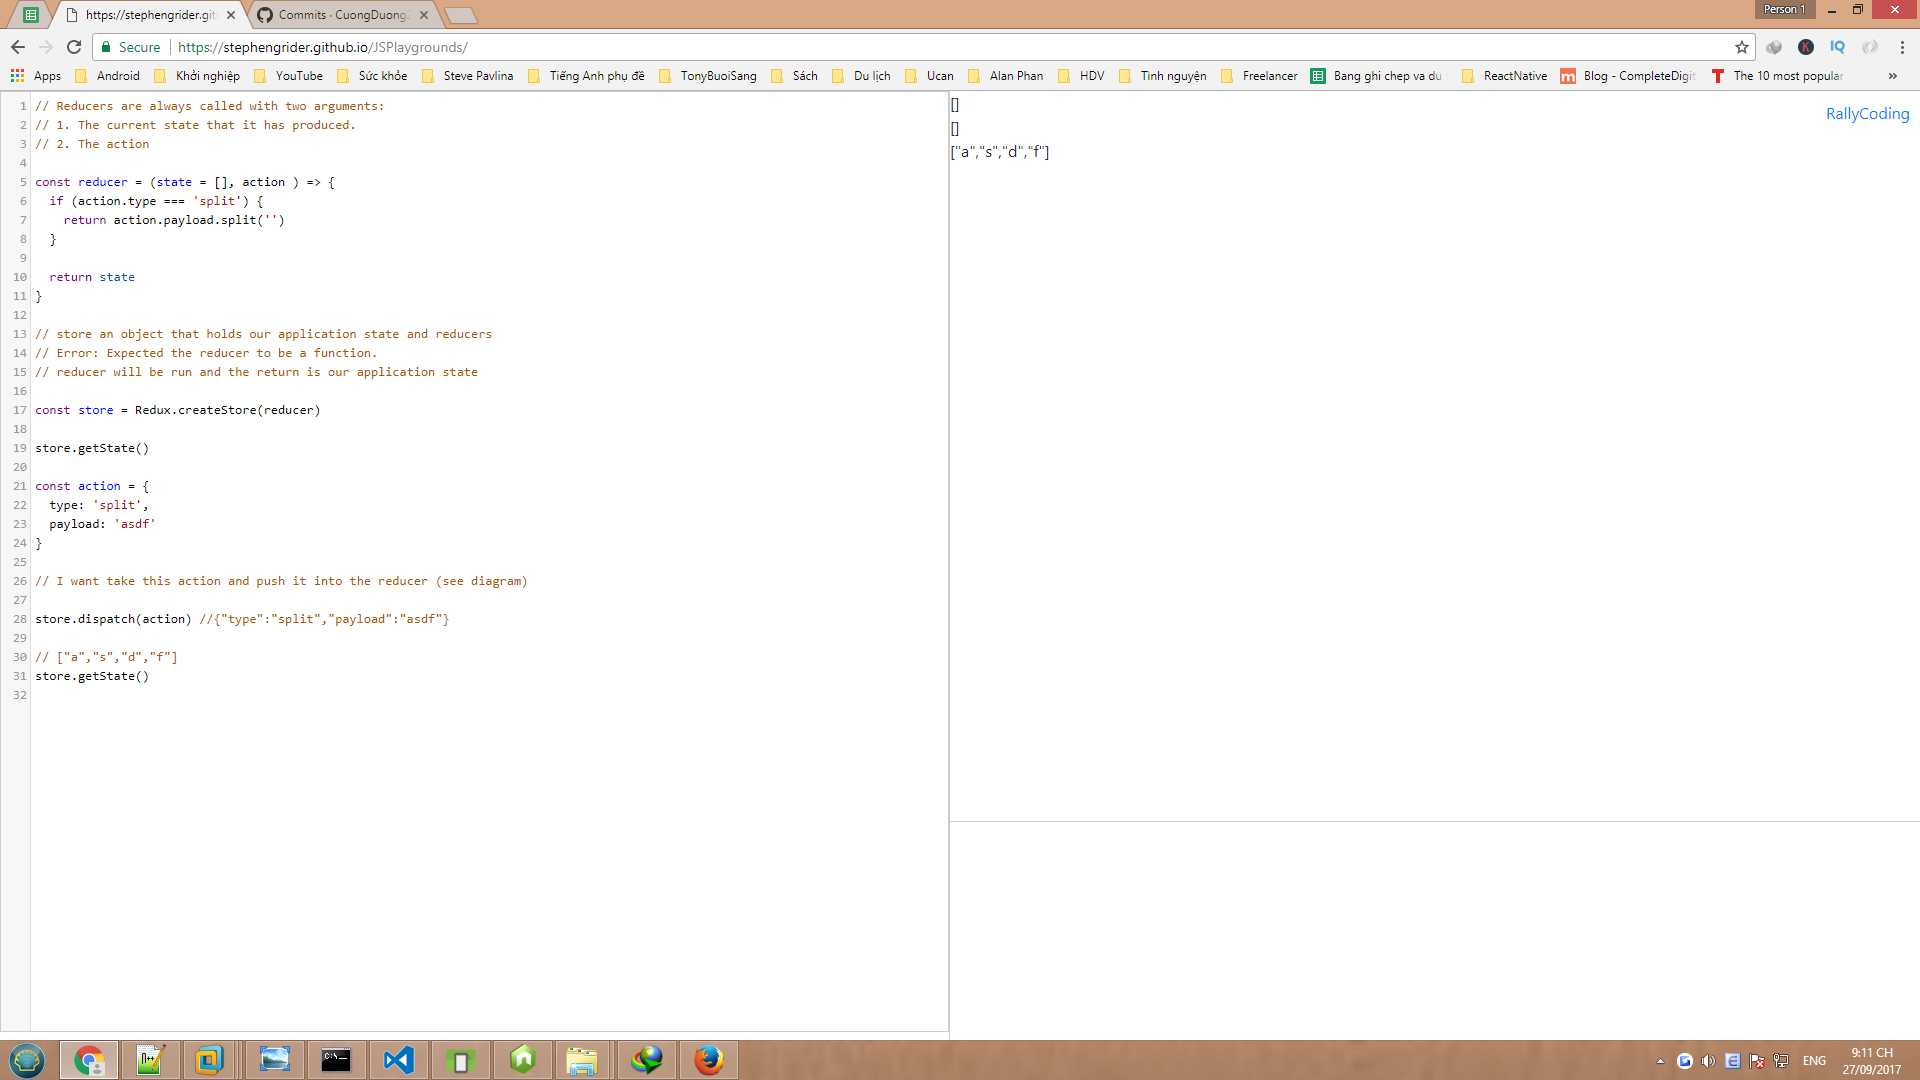 https://stephengrider.git
Commits · CuongDuong
Person 1
Secure
https://stephengrider.github.io/JSPlaygrounds/
K
IQ
Apps
Android
Khởi nghiệp
YouTube
Sức khỏe
Steve Pavlina
Tiếng Anh phụ đề
TonyBuoiSang
Sách
Du lịch
Ucan
Alan Phan
HDV
Tình nguyện
Freelancer
Bang ghi chep va du
ReactNative
Blog - CompleteDigit
The 10 most popular
»
1 // Reducers are always called with two arguments:
2 // 1. The current state that it has produced.
3 // 2. The action
4
5 const reducer = (state = [], action ) => {
6   if (action.type === 'split') {
7     return action.payload.split('')
8   }
9
10   return state
11 }
12
13 // store an object that holds our application state and reducers
14 // Error: Expected the reducer to be a function.
15 // reducer will be run and the return is our application state
16
17 const store = Redux.createStore(reducer)
18
19 store.getState()
20
21 const action = {
22   type: 'split',
23   payload: 'asdf'
24 }
25
26 // I want take this action and push it into the reducer (see diagram)
27
28 store.dispatch(action) //{"type":"split","payload":"asdf"}
29
30 // ["a","s","d","f"]
31 store.getState()
32
[]
[]
["a","s","d","f"]
RallyCoding
ENG
9:11 CH
27/09/2017